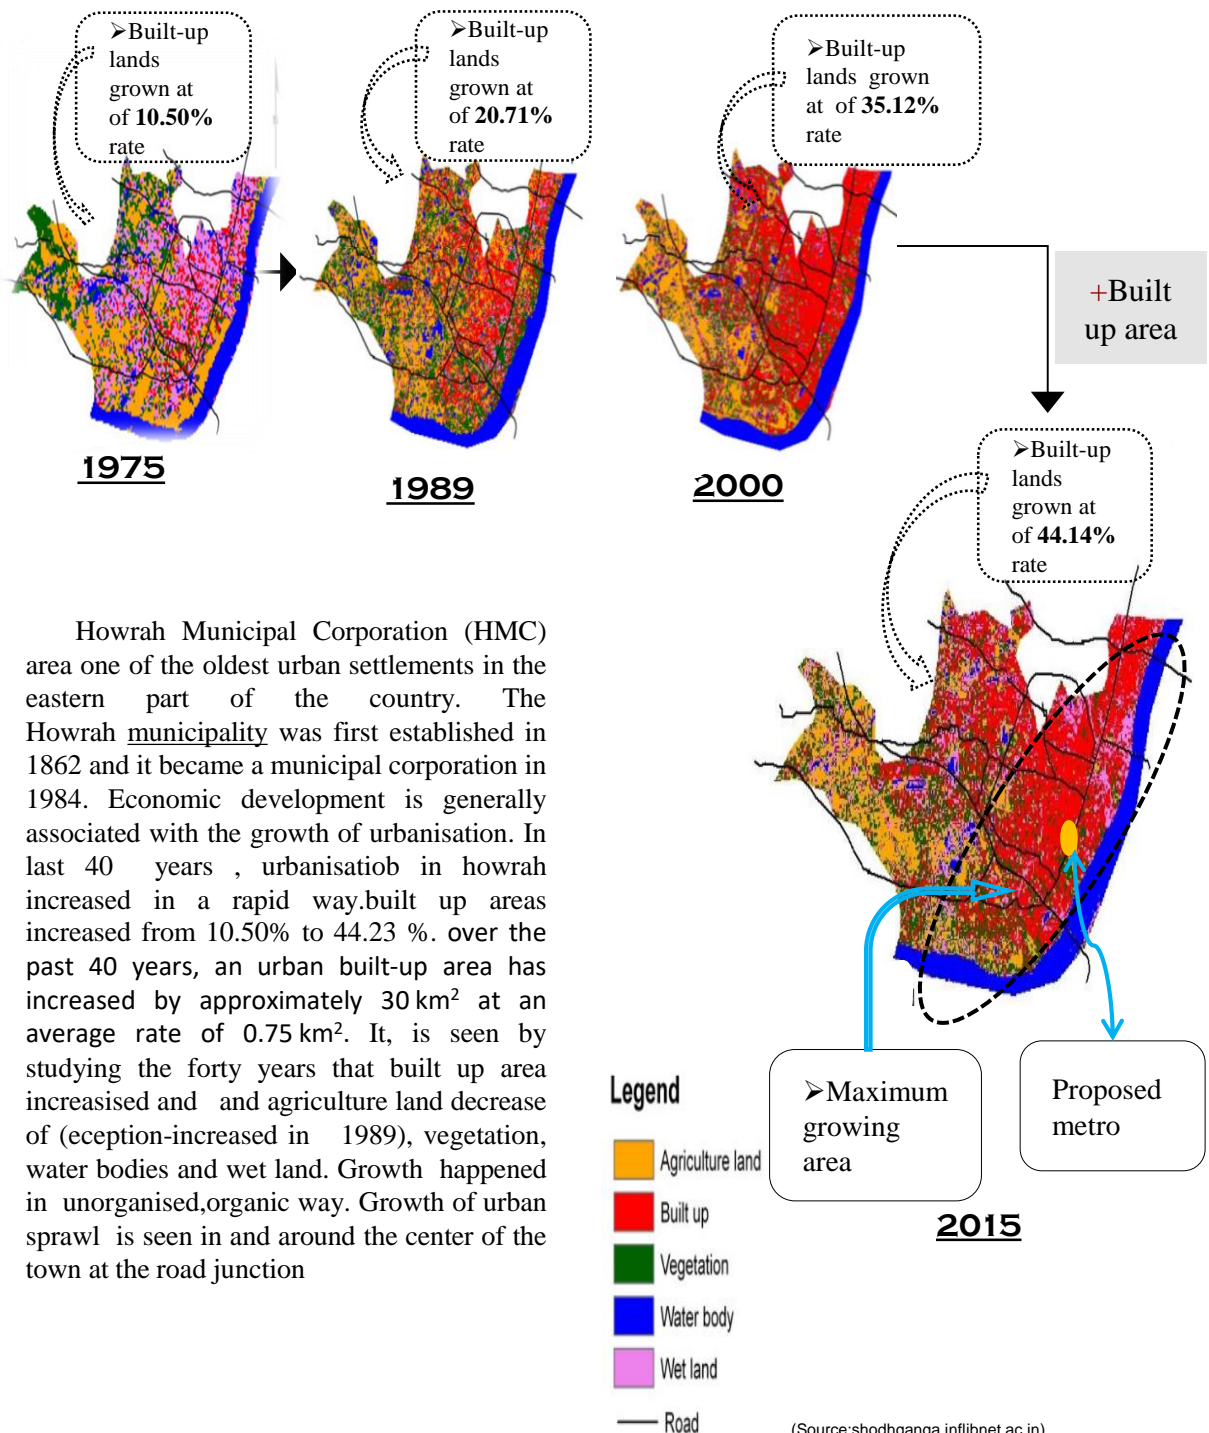 ➢Built-up
lands
grown at
of 10.50%
rate
➢Built-up
lands
grown at
of 20.71%
rate
➢Built-up
lands grown
at of 35.12%
rate
+Built
up area
1975
1989
2000
➢Built-up
lands
grown at
of 44.14%
rate
Howrah Municipal Corporation (HMC)
area one of the oldest urban settlements in the
eastern part of the country. The
Howrah municipality was first established in
1862 and it became a municipal corporation in
1984. Economic development is generally
associated with the growth of urbanisation. In
last 40 years , urbanisatiob in howrah
increased in a rapid way.built up areas
increased from 10.50% to 44.23 %. over the
past 40 years, an urban built-up area has
increased by approximately 30 km²  at an
average rate of 0.75 km². It, is seen by
studying the forty years that built up area
increasised and and agriculture land decrease
of (eception-increased in 1989), vegetation,
water bodies and wet land. Growth happened
in unorganised,organic way. Growth of urban
sprawl is seen in and around the center of the
town at the road junction
➢Maximum
growing
area
Proposed
metro
2015
Legend
Agriculture land
Built up
Vegetation
Water body
Wet land
Road
(Source:shodhganga.inflibnet.ac.in)